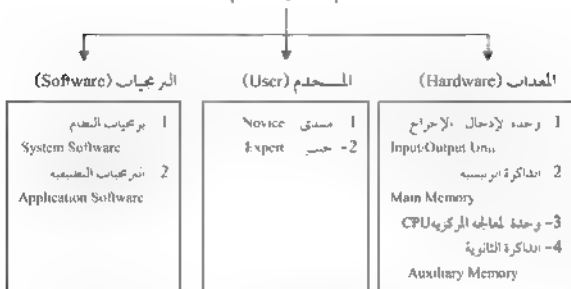 المعدات (Hardware)
1 وحدة الإدخال الإخراج
Input/Output Unit
2 الذاكرة الرئيسية
Main Memory
3- وحدة المعالجة المركزية CPU
4- الذاكرة الثانوية
Auxiliary Memory
المستخدم (User)
1 مبتدئ Novice
2- خبير Expert
البرمجيات (Software)
1 برمجيات النظام
System Software
2 البرمجيات التطبيقية
Application Software